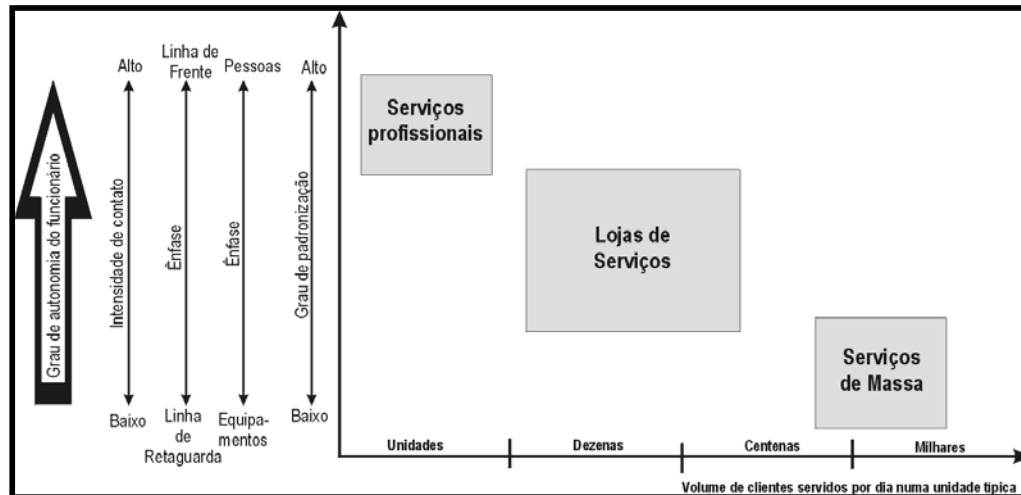 Grau de autonomia do funcionário
Alto
Intensidade de contato
Baixo
Linha de
Frente
Ênfase
Linha
de
Retaguarda
Pessoas
Ênfase
Equipa-
mentos
Alto
Grau de padronização
Baixo
Serviços
profissionais
Lojas de
Serviços
Serviços
de Massa
Unidades
Dezenas
Centenas
Milhares
Volume de clientes servidos por dia numa unidade típica